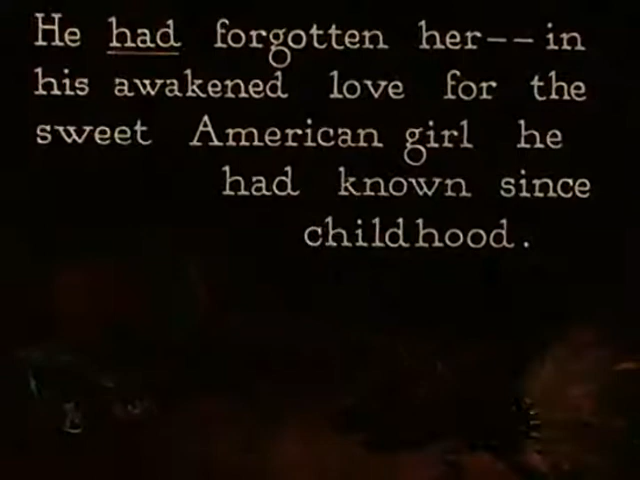 He had forgotten her--in
his awakened love for the
sweet American girl he
had known since
childhood.